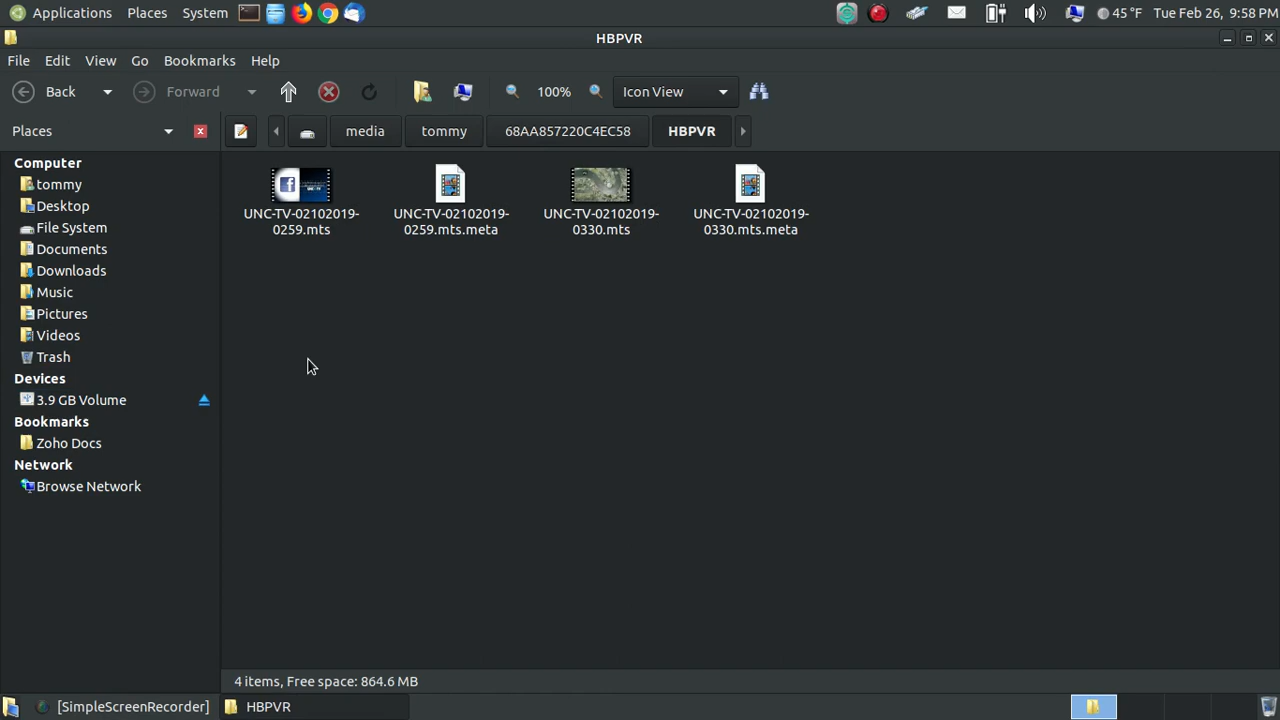 Applications Places System 45 °F Tue Feb 26, 9:58 PM
HBPVR
File Edit View Go Bookmarks Help
Back Forward 100% Icon View
Places media tommy 68AA857220C4EC58 HBPVR
Computer
tommy
Desktop
File System
Documents
Downloads
Music
Pictures
Videos
Trash
Devices
3.9 GB Volume
Bookmarks
Zoho Docs
Network
Browse Network
UNC-TV-02102019-
0259.mts
UNC-TV-02102019-
0259.mts.meta
UNC-TV-02102019-
0330.mts
UNC-TV-02102019-
0330.mts.meta
4 items, Free space: 864.6 MB
[SimpleScreenRecorder] HBPVR